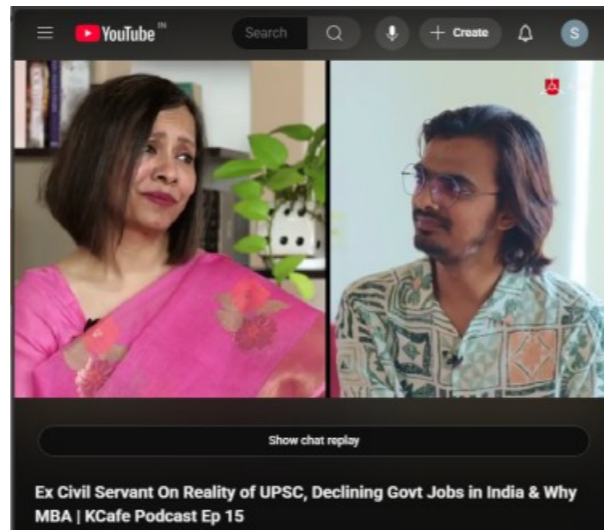 YouTube IN
Search
Create
S
Show chat replay
Ex Civil Servant On Reality of UPSC, Declining Govt Jobs in India & Why
MBA | KCafe Podcast Ep 15